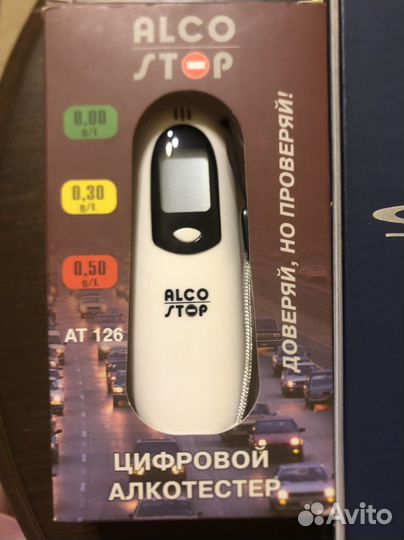 ALCO
STOP
0,00
g/L
0,30
g/L
0,50
g/L
ДОВЕРЯЙ, НО ПРОВЕРЯЙ!
ALCO
STOP
AT 126
ЦИФРОВОЙ
АЛКОТЕСТЕР
Avito